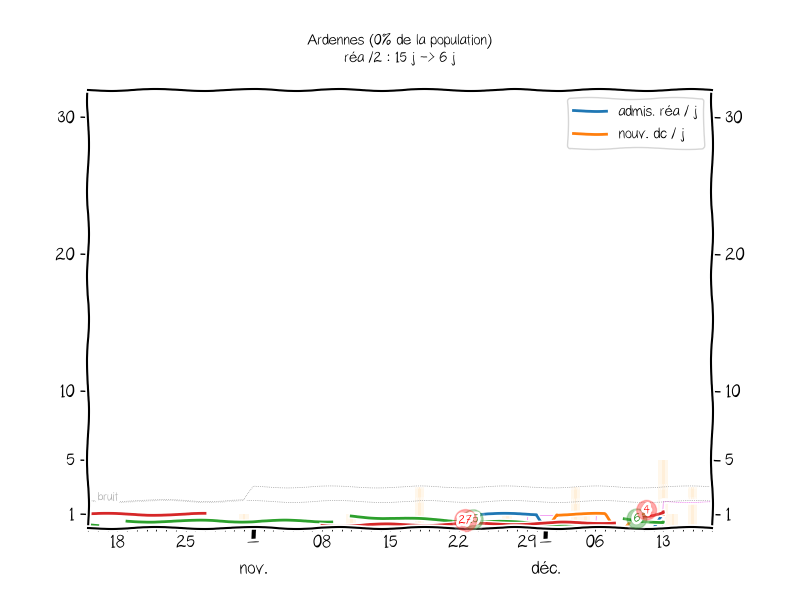 Ardennes (0% de la population)
réa /2 : 15 j -> 6 j
admis. réa / j
nouv. dc / j
30 30
20 20
10 10
5 5
bruit
1 1
27 4 6
18 25 08 15 22 29 06 13
nov. déc.